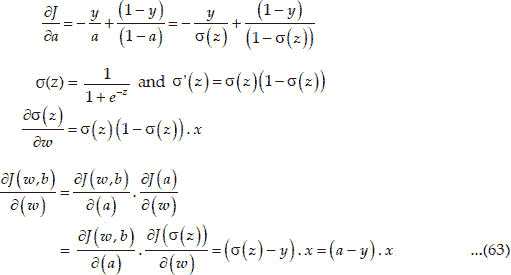 ∂J/∂a = − y/a + (1 − y)/(1 − a) = − y/σ(z) + (1 − y)/(1 − σ(z))
σ(z) = 1/(1 + e^{−z}) and σ'(z) = σ(z)(1 − σ(z))
∂σ(z)/∂w = σ(z)(1 − σ(z)) . x
∂J(w,b)/∂(w) = ∂J(w,b)/∂(a) . ∂J(a)/∂(w)
= ∂J(w,b)/∂(a) . ∂J(σ(z))/∂(w) = (σ(z) − y) . x = (a − y) . x ...(63)